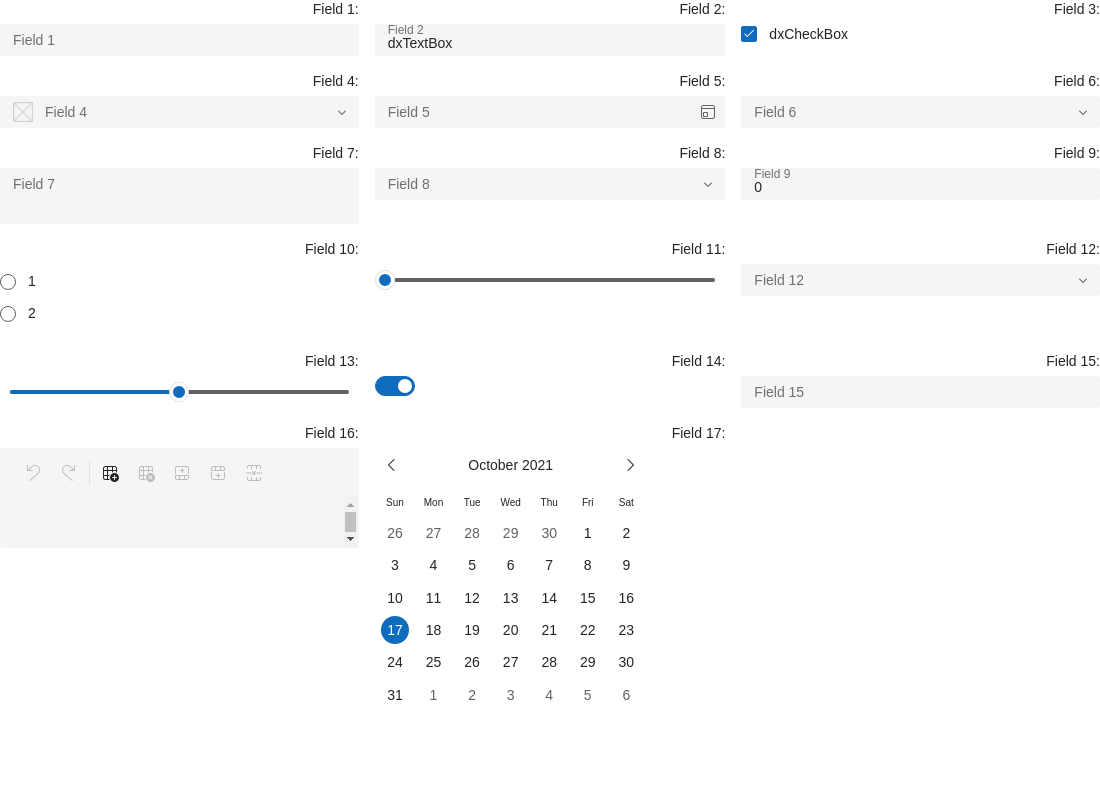 Field 1: Field 2: Field 3:
Field 1 Field 2 dxTextBox dxCheckBox
Field 4: Field 5: Field 6:
Field 4 Field 5 Field 6
Field 7: Field 8: Field 9:
Field 7 Field 8 Field 9 0
Field 10: Field 11: Field 12:
1 Field 12
2
Field 13: Field 14: Field 15:
Field 15
Field 16: Field 17:
October 2021
Sun Mon Tue Wed Thu Fri Sat
26 27 28 29 30 1 2
3 4 5 6 7 8 9
10 11 12 13 14 15 16
17 18 19 20 21 22 23
24 25 26 27 28 29 30
31 1 2 3 4 5 6